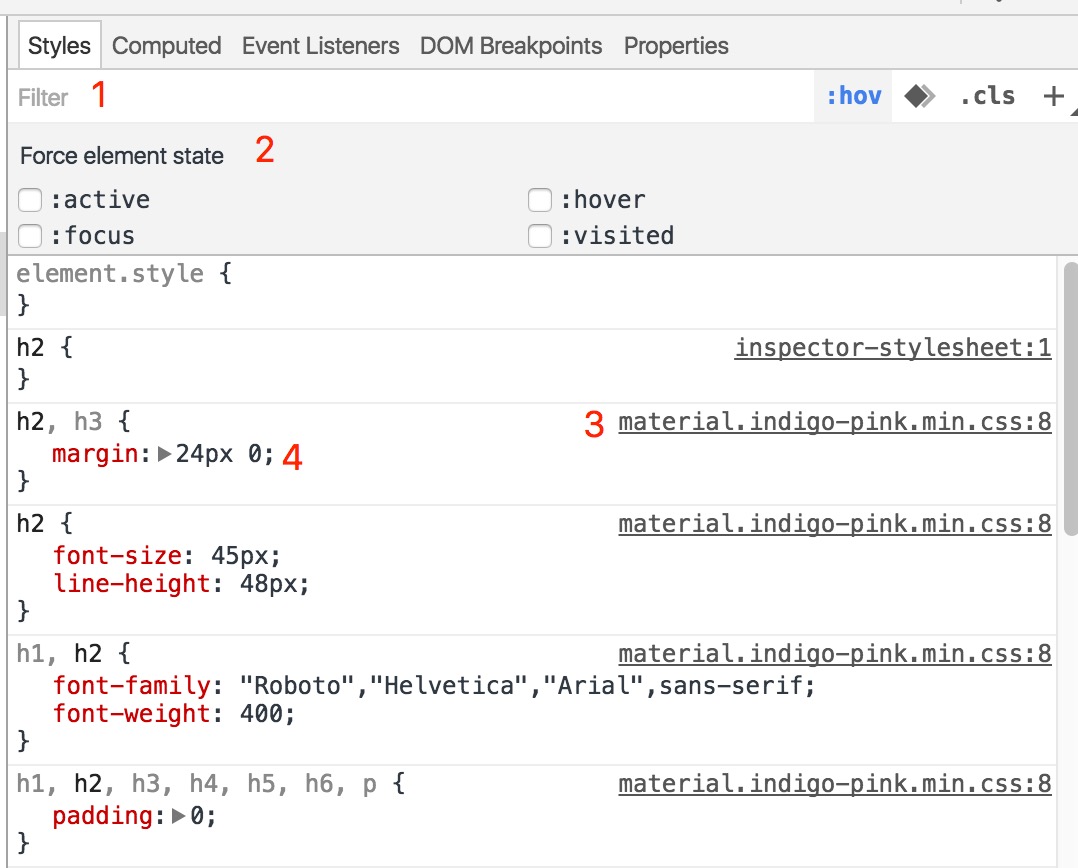 Styles Computed Event Listeners DOM Breakpoints Properties
Filter 1 :hov .cls +
Force element state 2
:active :hover
:focus :visited
element.style {
}
h2 { inspector-stylesheet:1
}
h2, h3 { 3 material.indigo-pink.min.css:8
margin:▶24px 0; 4
}
h2 { material.indigo-pink.min.css:8
font-size: 45px;
line-height: 48px;
}
h1, h2 { material.indigo-pink.min.css:8
font-family: "Roboto","Helvetica","Arial",sans-serif;
font-weight: 400;
}
h1, h2, h3, h4, h5, h6, p { material.indigo-pink.min.css:8
padding:▶0;
}